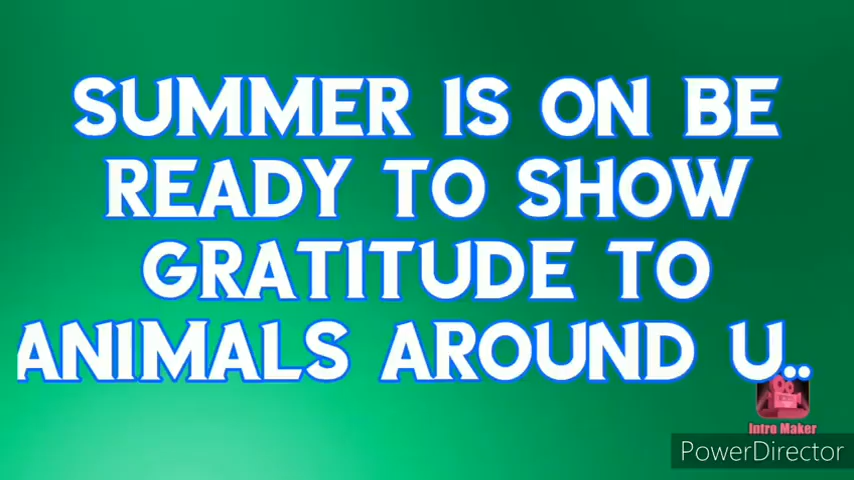 SUMMER IS ON BE
READY TO SHOW
GRATITUDE TO
ANIMALS AROUND U..
Intro Maker
PowerDirector